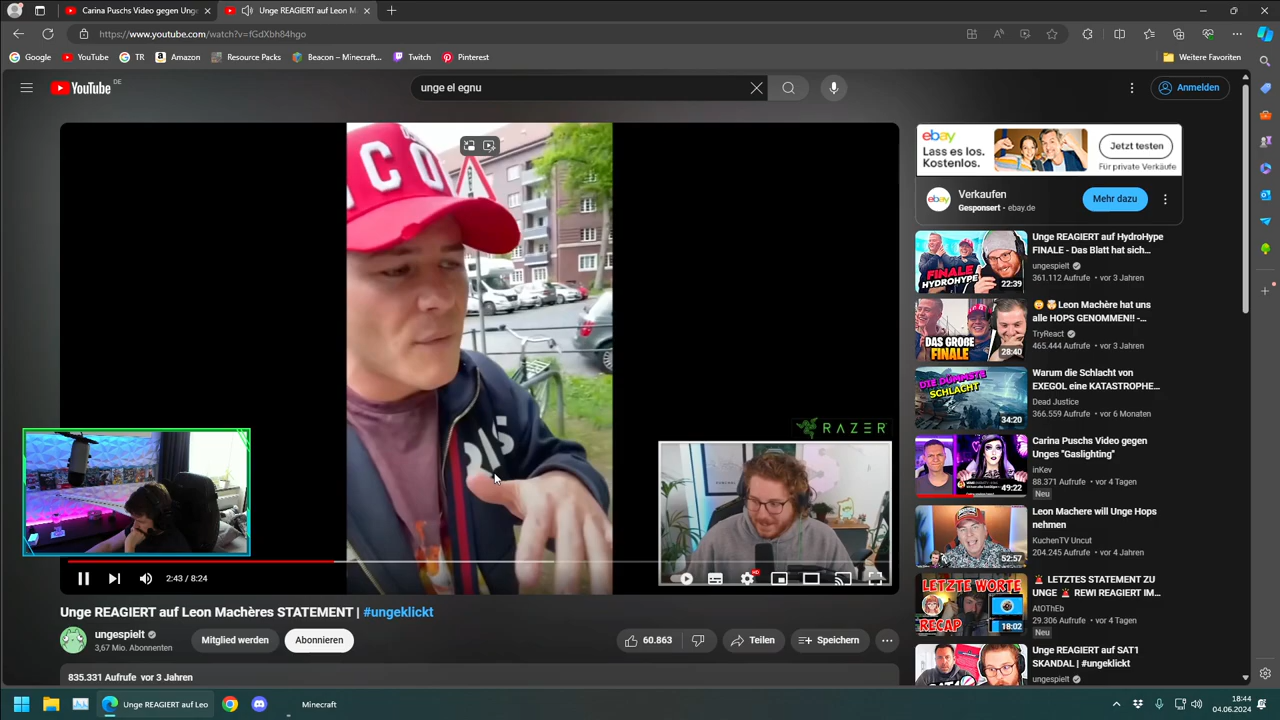 Carina Puschs Video gegen Unge
Unge REAGIERT auf Leon M
https://www.youtube.com/watch?v=fGdXbh84hgo
Google
YouTube
TR
Amazon
Resource Packs
Beacon – Minecraft...
Twitch
Pinterest
Weitere Favoriten
YouTube DE
unge el egnu
Anmelden
RAZER
2:43 / 8:24
HD
Unge REAGIERT auf Leon Machères STATEMENT | #ungeklickt
ungespielt
3,67 Mio. Abonnenten
Mitglied werden
Abonnieren
60.863
Teilen
Speichern
835.331 Aufrufe vor 3 Jahren
ebay
Lass es los.
Kostenlos.
Jetzt testen
Für private Verkäufe
ebay
Verkaufen
Gesponsert • ebay.de
Mehr dazu
FINALE
HYDROHYPE
22:39
Unge REAGIERT auf HydroHype
FINALE - Das Blatt hat sich...
ungespielt
361.112 Aufrufe • vor 3 Jahren
DAS GROẞE
FINALE
28:40
Leon Machère hat uns
alle HOPS GENOMMEN!! -...
TryReact
465.444 Aufrufe • vor 3 Jahren
DIE DÜMMSTE
SCHLACHT
34:20
Warum die Schlacht von
EXEGOL eine KATASTROPHE...
Dead Justice
366.559 Aufrufe • vor 6 Monaten
49:22
Carina Puschs Video gegen
Unges "Gaslighting"
inKev
88.371 Aufrufe • vor 4 Tagen
Neu
52:57
Leon Machere will Unge Hops
nehmen
KuchenTV Uncut
204.245 Aufrufe • vor 4 Jahren
LETZTE WORTE
RECAP
18:02
LETZTES STATEMENT ZU
UNGE REWI REAGIERT IM...
AtOThEb
29.306 Aufrufe • vor 4 Tagen
Neu
Unge REAGIERT auf SAT1
SKANDAL | #ungeklickt
ungespielt
Unge REAGIERT auf Leo
Minecraft
18:44
04.06.2024